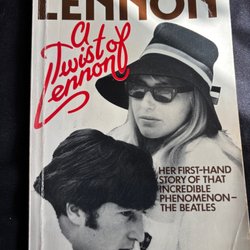 LENNON
A
Twist of
Lennon
HER FIRST-HAND
STORY OF THAT
INCREDIBLE
PHENOMENON–
THE BEATLES